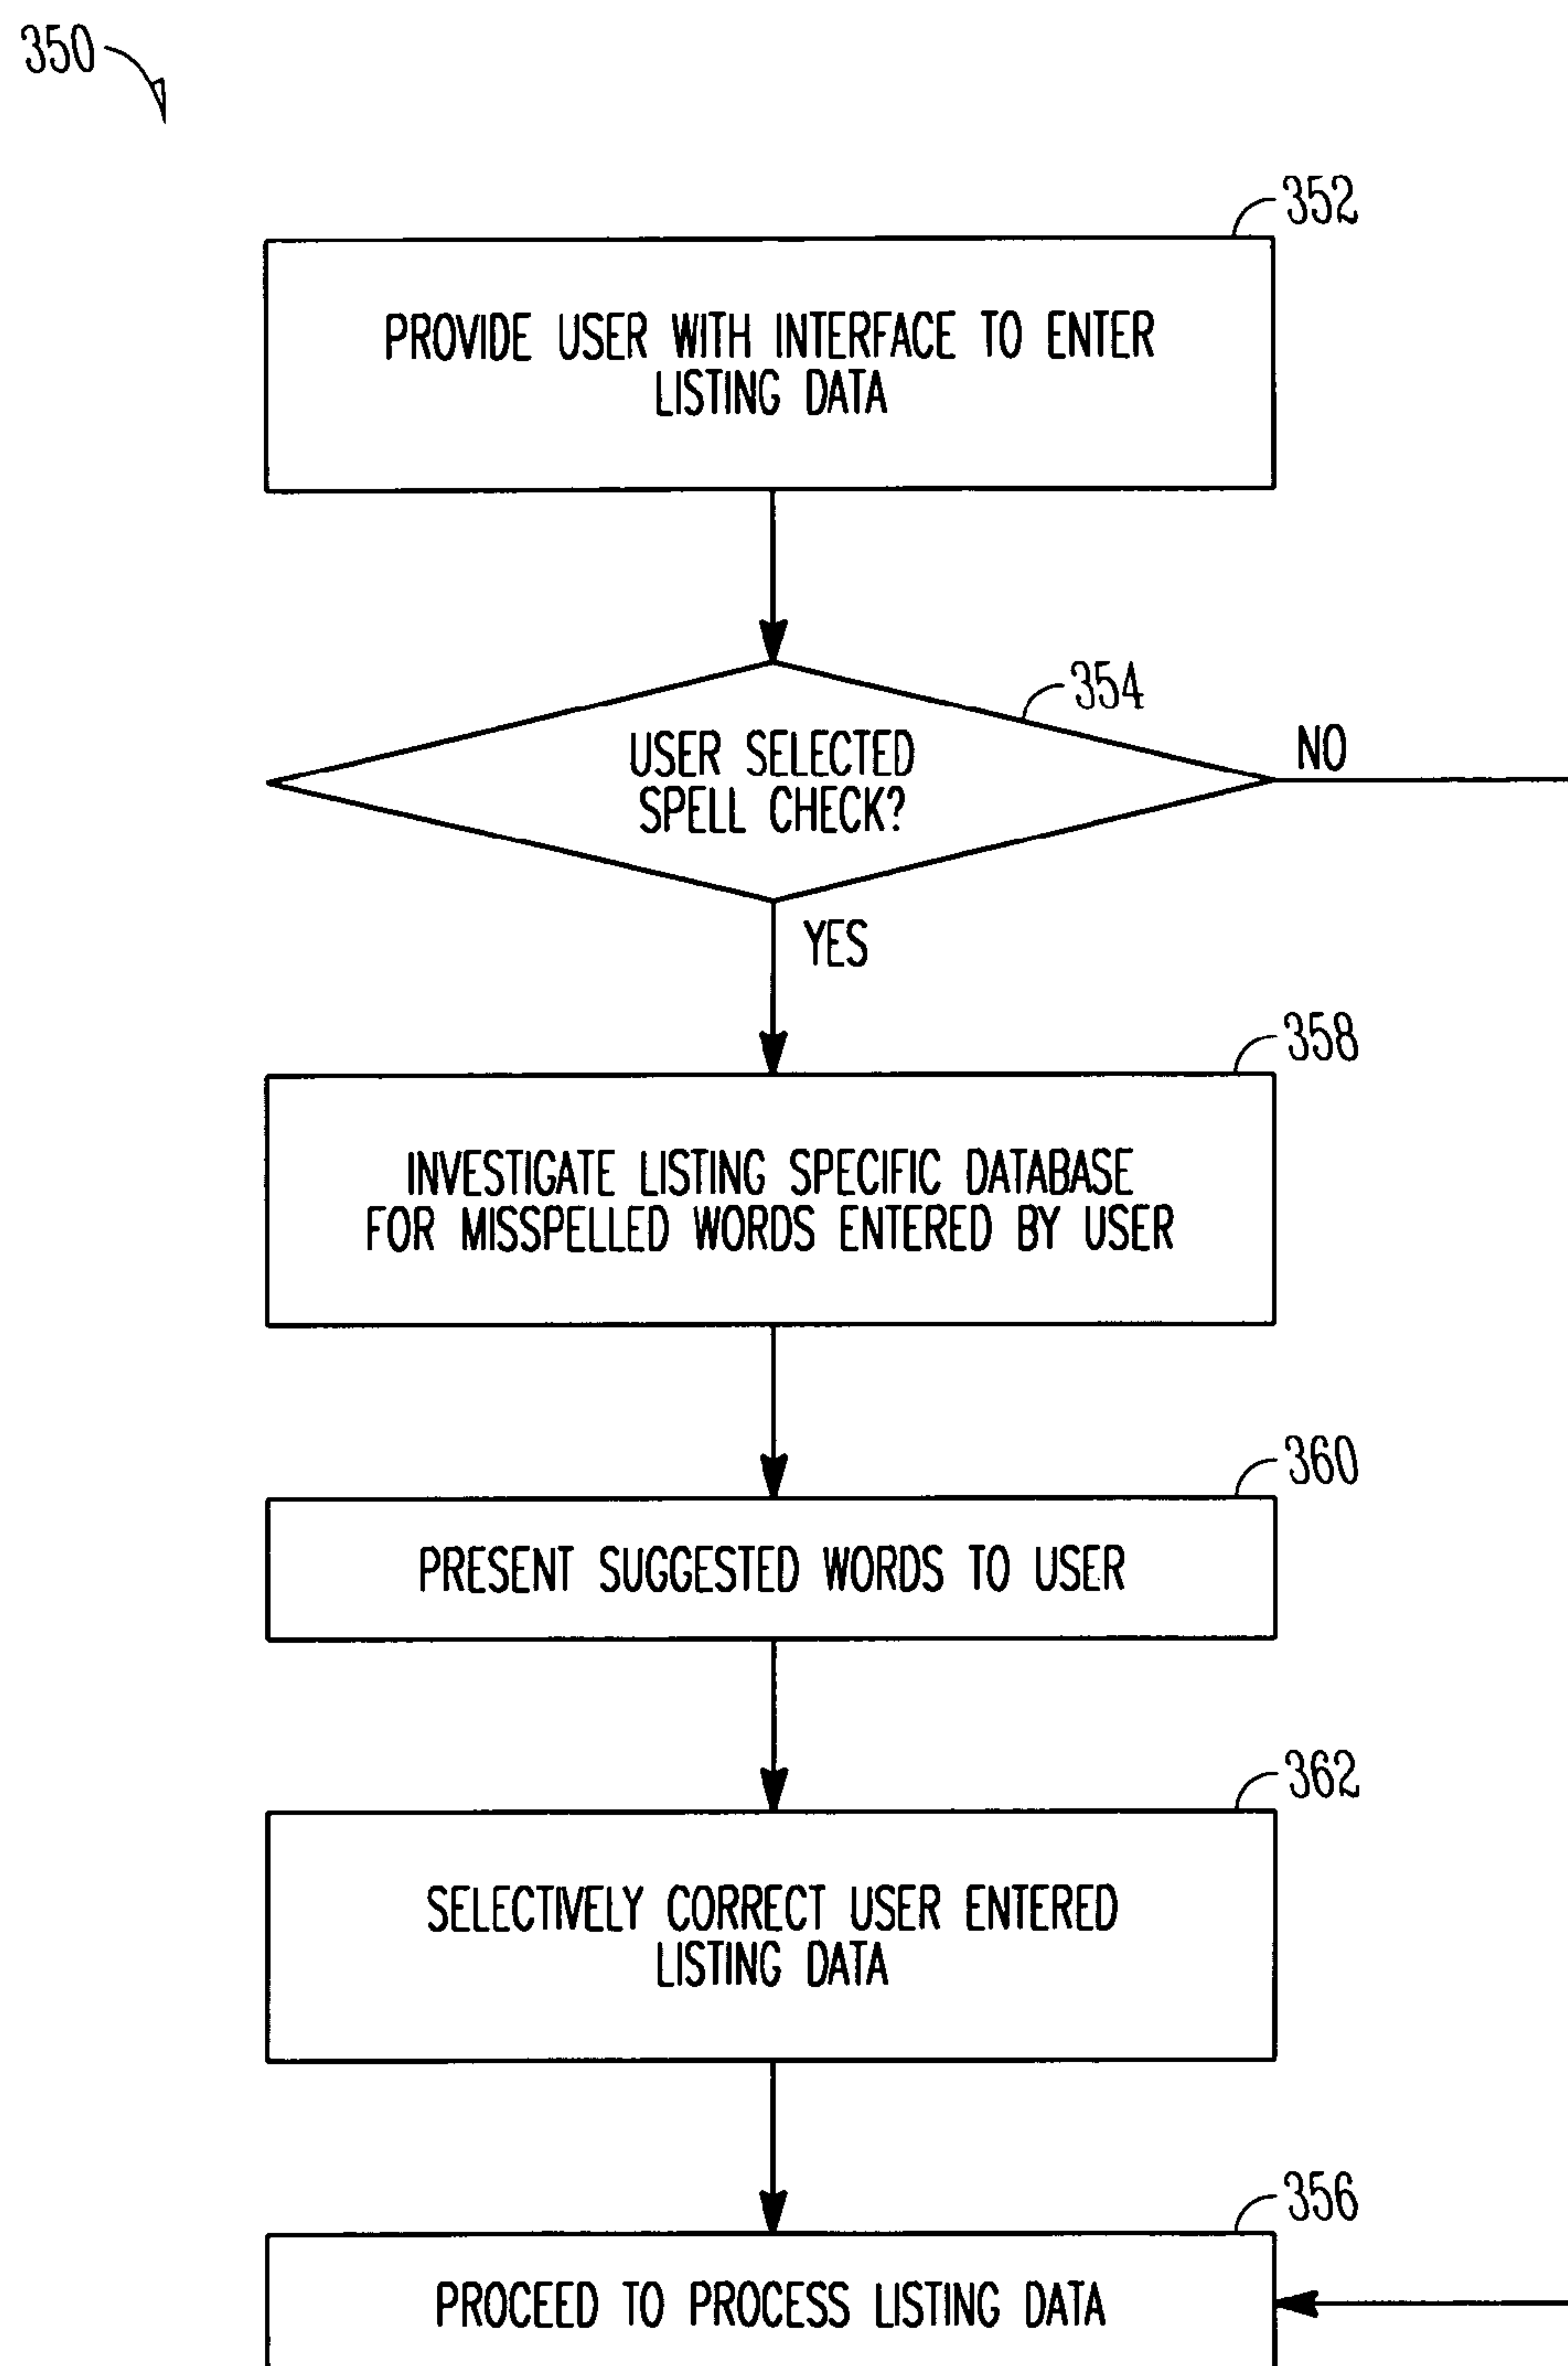 350
352
PROVIDE USER WITH INTERFACE TO ENTER
LISTING DATA
354
USER SELECTED
SPELL CHECK?
NO
YES
358
INVESTIGATE LISTING SPECIFIC DATABASE
FOR MISSPELLED WORDS ENTERED BY USER
360
PRESENT SUGGESTED WORDS TO USER
362
SELECTIVELY CORRECT USER ENTERED
LISTING DATA
356
PROCEED TO PROCESS LISTING DATA